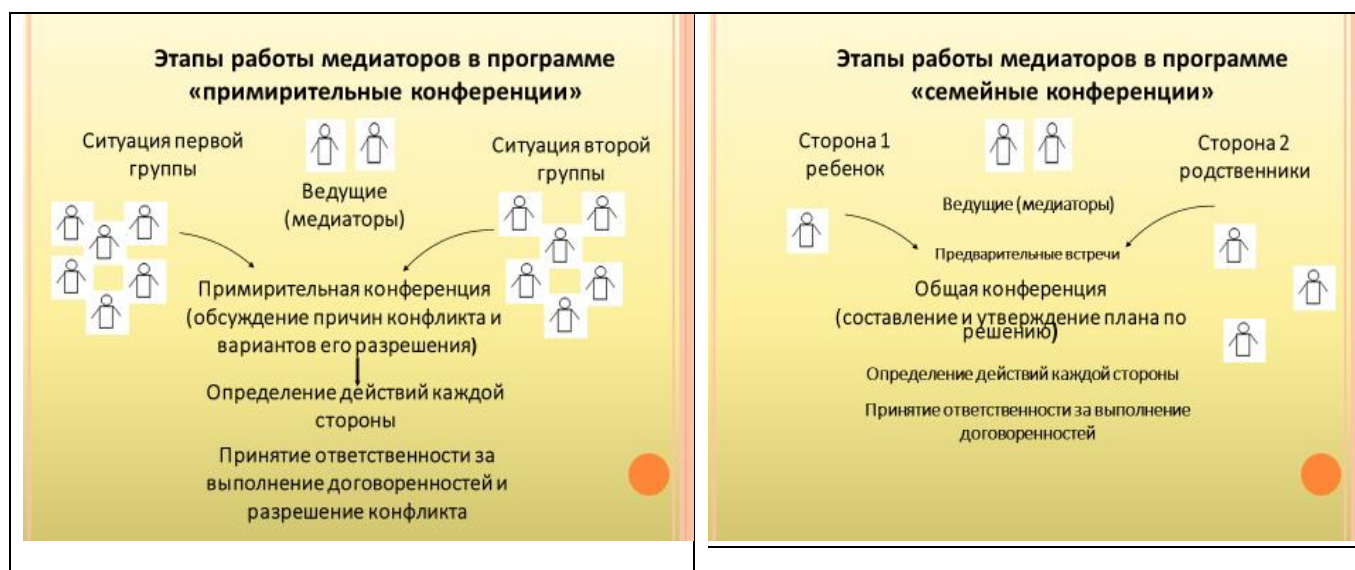 Этапы работы медиаторов в программе
«примирительные конференции»
Ситуация первой
группы
Ведущие
(медиаторы)
Ситуация второй
группы
Примирительная конференция
(обсуждение причин конфликта и
вариантов его разрешения)
Определение действий каждой
стороны
Принятие ответственности за
выполнение договоренностей и
разрешение конфликта
Этапы работы медиаторов в программе
«семейные конференции»
Сторона 1
ребенок
Ведущие (медиаторы)
Сторона 2
родственники
Предварительные встречи
Общая конференция
(составление и утверждение плана по
решению)
Определение действий каждой стороны
Принятие ответственности за выполнение
договоренностей